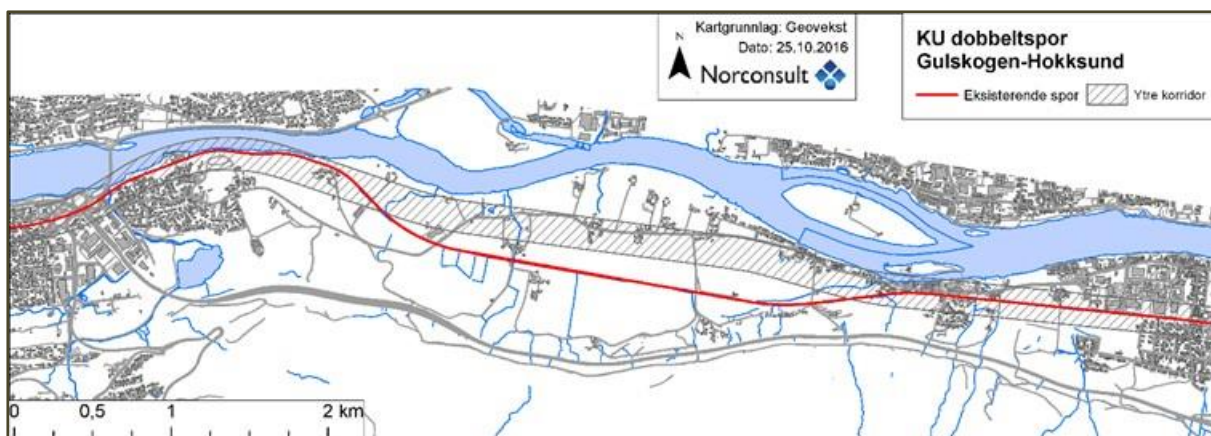 N
Kartgrunnlag: Geovekst
Dato: 25.10.2016
Norconsult
KU dobbeltspor
Gulskogen-Hokksund
Eksisterende spor
Ytre korridor
0 0,5 1 2 km